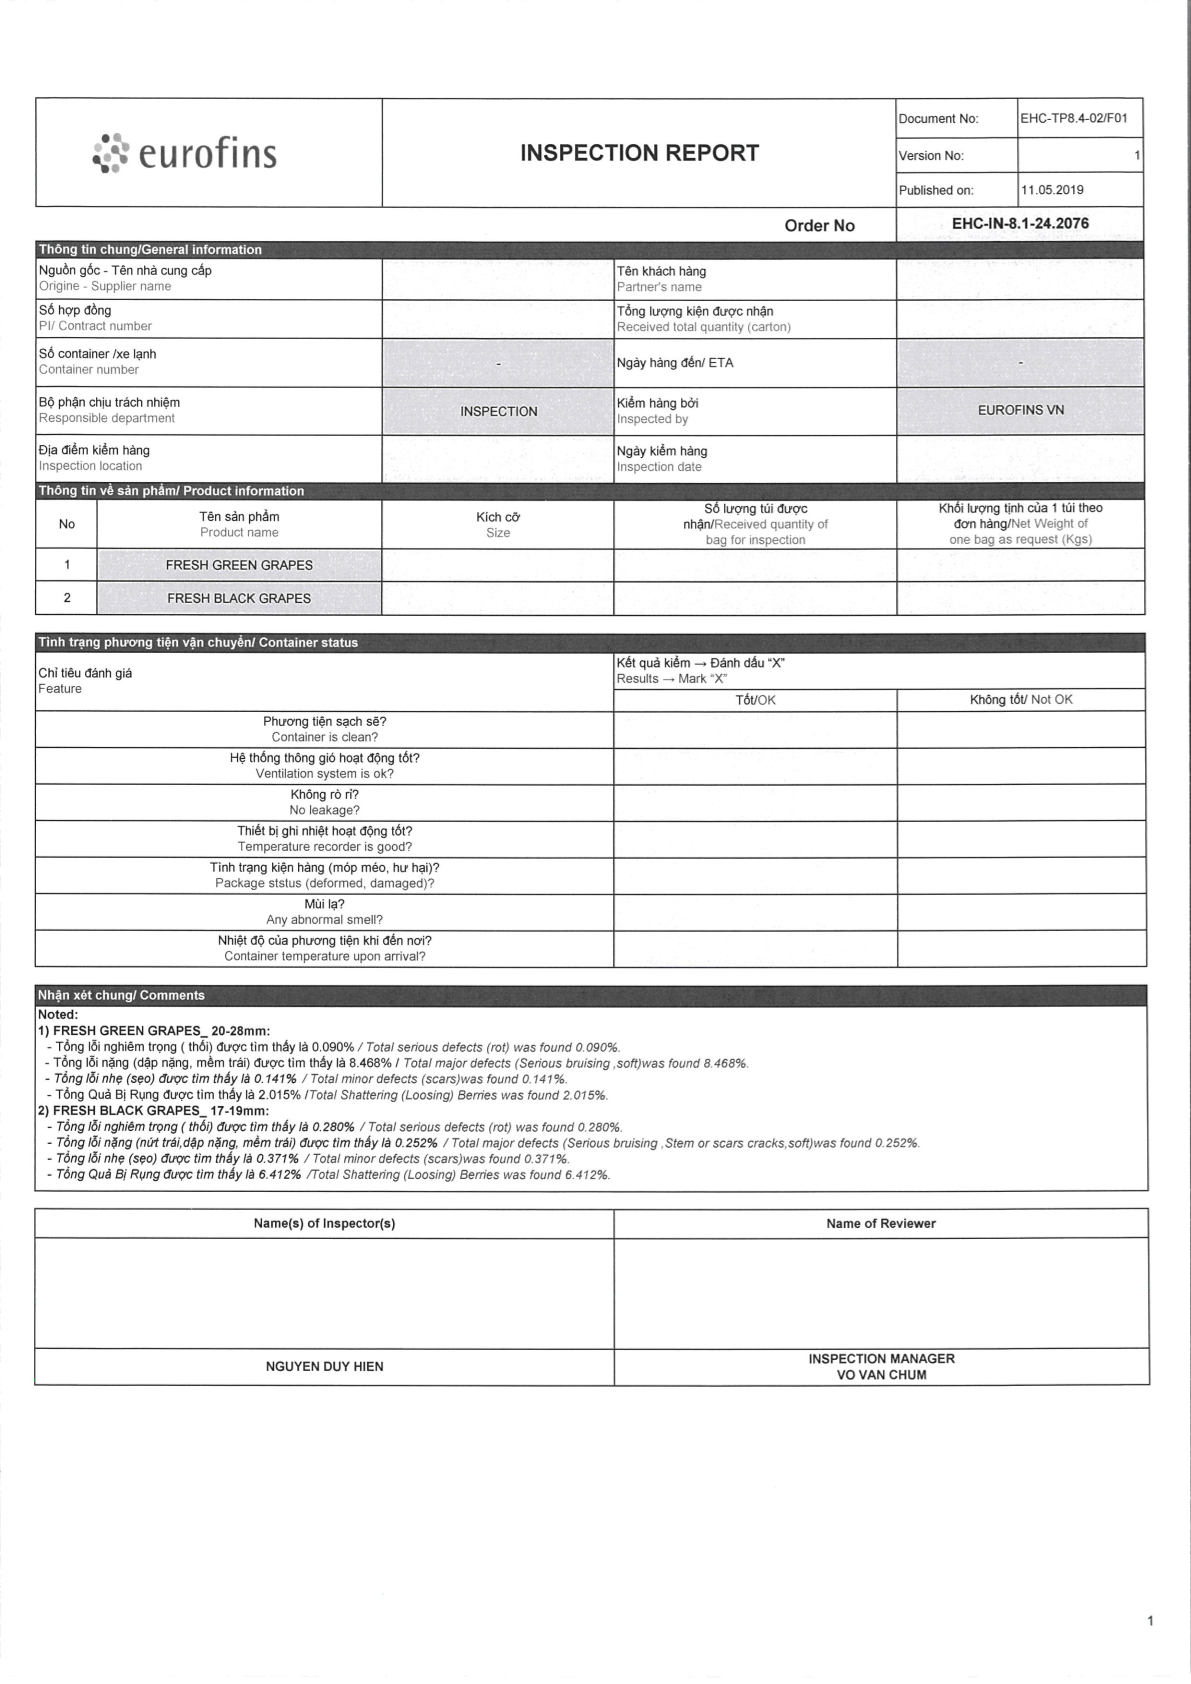 eurofins
INSPECTION REPORT
Document No: EHC-TP8.4-02/F01
Version No: 1
Published on: 11.05.2019
Order No EHC-IN-8.1-24.2076
Thông tin chung/General information
Nguồn gốc - Tên nhà cung cấp
Origine - Supplier name
Tên khách hàng
Partner's name
Số hợp đồng
PI/ Contract number
Tổng lượng kiện được nhận
Received total quantity (carton)
Số container /xe lạnh
Container number
-
Ngày hàng đến/ ETA
-
Bộ phận chịu trách nhiệm
Responsible department
INSPECTION
Kiểm hàng bởi
Inspected by
EUROFINS VN
Địa điểm kiểm hàng
Inspection location
Ngày kiểm hàng
Inspection date
Thông tin về sản phẩm/ Product information
No
Tên sản phẩm
Product name
Kích cỡ
Size
Số lượng túi được
nhận/Received quantity of
bag for inspection
Khối lượng tịnh của 1 túi theo
đơn hàng/Net Weight of
one bag as request (Kgs)
1 FRESH GREEN GRAPES
2 FRESH BLACK GRAPES
Tình trạng phương tiện vận chuyển/ Container status
Chỉ tiêu đánh giá
Feature
Kết quả kiểm → Đánh dấu “X”
Results → Mark “X”
Tốt/OK Không tốt/ Not OK
Phương tiện sạch sẽ?
Container is clean?
Hệ thống thông gió hoạt động tốt?
Ventilation system is ok?
Không rò rỉ?
No leakage?
Thiết bị ghi nhiệt hoạt động tốt?
Temperature recorder is good?
Tình trạng kiện hàng (móp méo, hư hại)?
Package ststus (deformed, damaged)?
Mùi lạ?
Any abnormal smell?
Nhiệt độ của phương tiện khi đến nơi?
Container temperature upon arrival?
Nhận xét chung/ Comments
Noted:
1) FRESH GREEN GRAPES_ 20-28mm:
- Tổng lỗi nghiêm trọng ( thối) được tìm thấy là 0.090% / Total serious defects (rot) was found 0.090%.
- Tổng lỗi nặng (dập nặng, mềm trái) được tìm thấy là 8.468% / Total major defects (Serious bruising ,soft)was found 8.468%.
- Tổng lỗi nhẹ (sẹo) được tìm thấy là 0.141% / Total minor defects (scars)was found 0.141%.
- Tổng Quả Bị Rụng được tìm thấy là 2.015% /Total Shattering (Loosing) Berries was found 2.015%.
2) FRESH BLACK GRAPES_ 17-19mm:
- Tổng lỗi nghiêm trọng ( thối) được tìm thấy là 0.280% / Total serious defects (rot) was found 0.280%.
- Tổng lỗi nặng (nứt trái,dập nặng, mềm trái) được tìm thấy là 0.252% / Total major defects (Serious bruising ,Stem or scars cracks,soft)was found 0.252%.
- Tổng lỗi nhẹ (sẹo) được tìm thấy là 0.371% / Total minor defects (scars)was found 0.371%.
- Tổng Quả Bị Rụng được tìm thấy là 6.412% /Total Shattering (Loosing) Berries was found 6.412%.
Name(s) of Inspector(s) Name of Reviewer
NGUYEN DUY HIEN
INSPECTION MANAGER
VO VAN CHUM
1